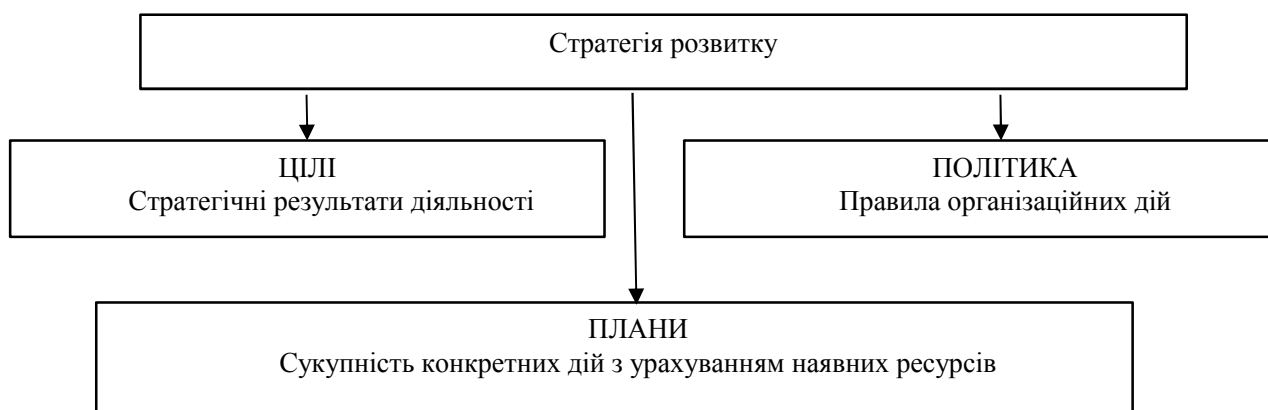 Стратегія розвитку
ЦІЛІ
Стратегічні результати діяльності
ПОЛІТИКА
Правила організаційних дій
ПЛАНИ
Сукупність конкретних дій з урахуванням наявних ресурсів